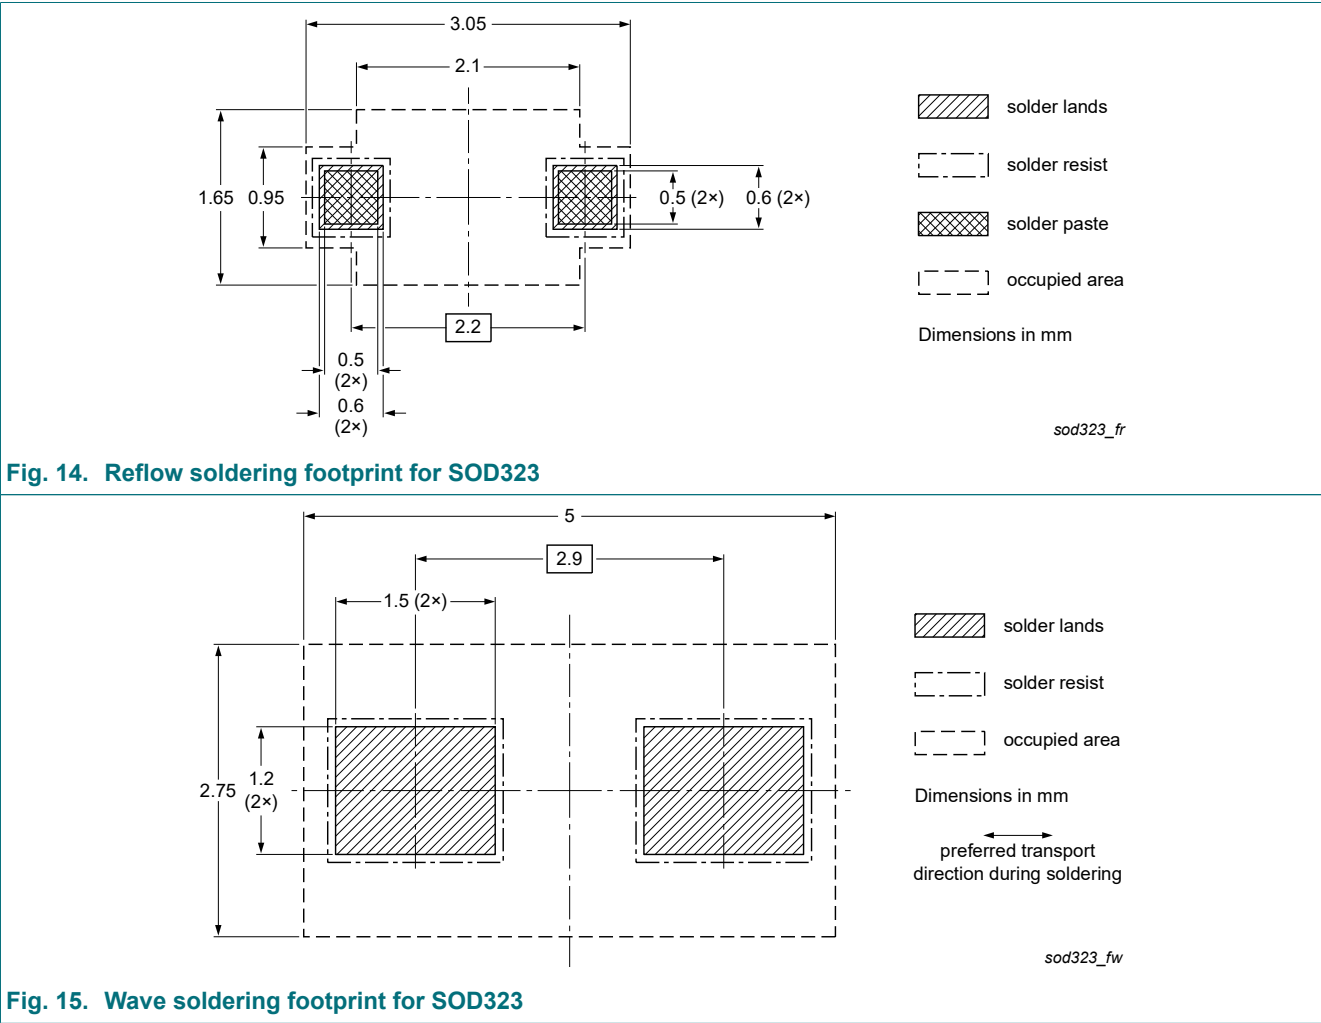 3.05
2.1
solder lands
solder resist
1.65 0.95 0.5 (2×) 0.6 (2×)
solder paste
occupied area
2.2
Dimensions in mm
0.5
(2×)
0.6
(2×)
sod323_fr
Fig. 14. Reflow soldering footprint for SOD323
5
2.9
1.5 (2×)
solder lands
solder resist
occupied area
2.75 1.2
(2×)
Dimensions in mm
preferred transport
direction during soldering
sod323_fw
Fig. 15. Wave soldering footprint for SOD323